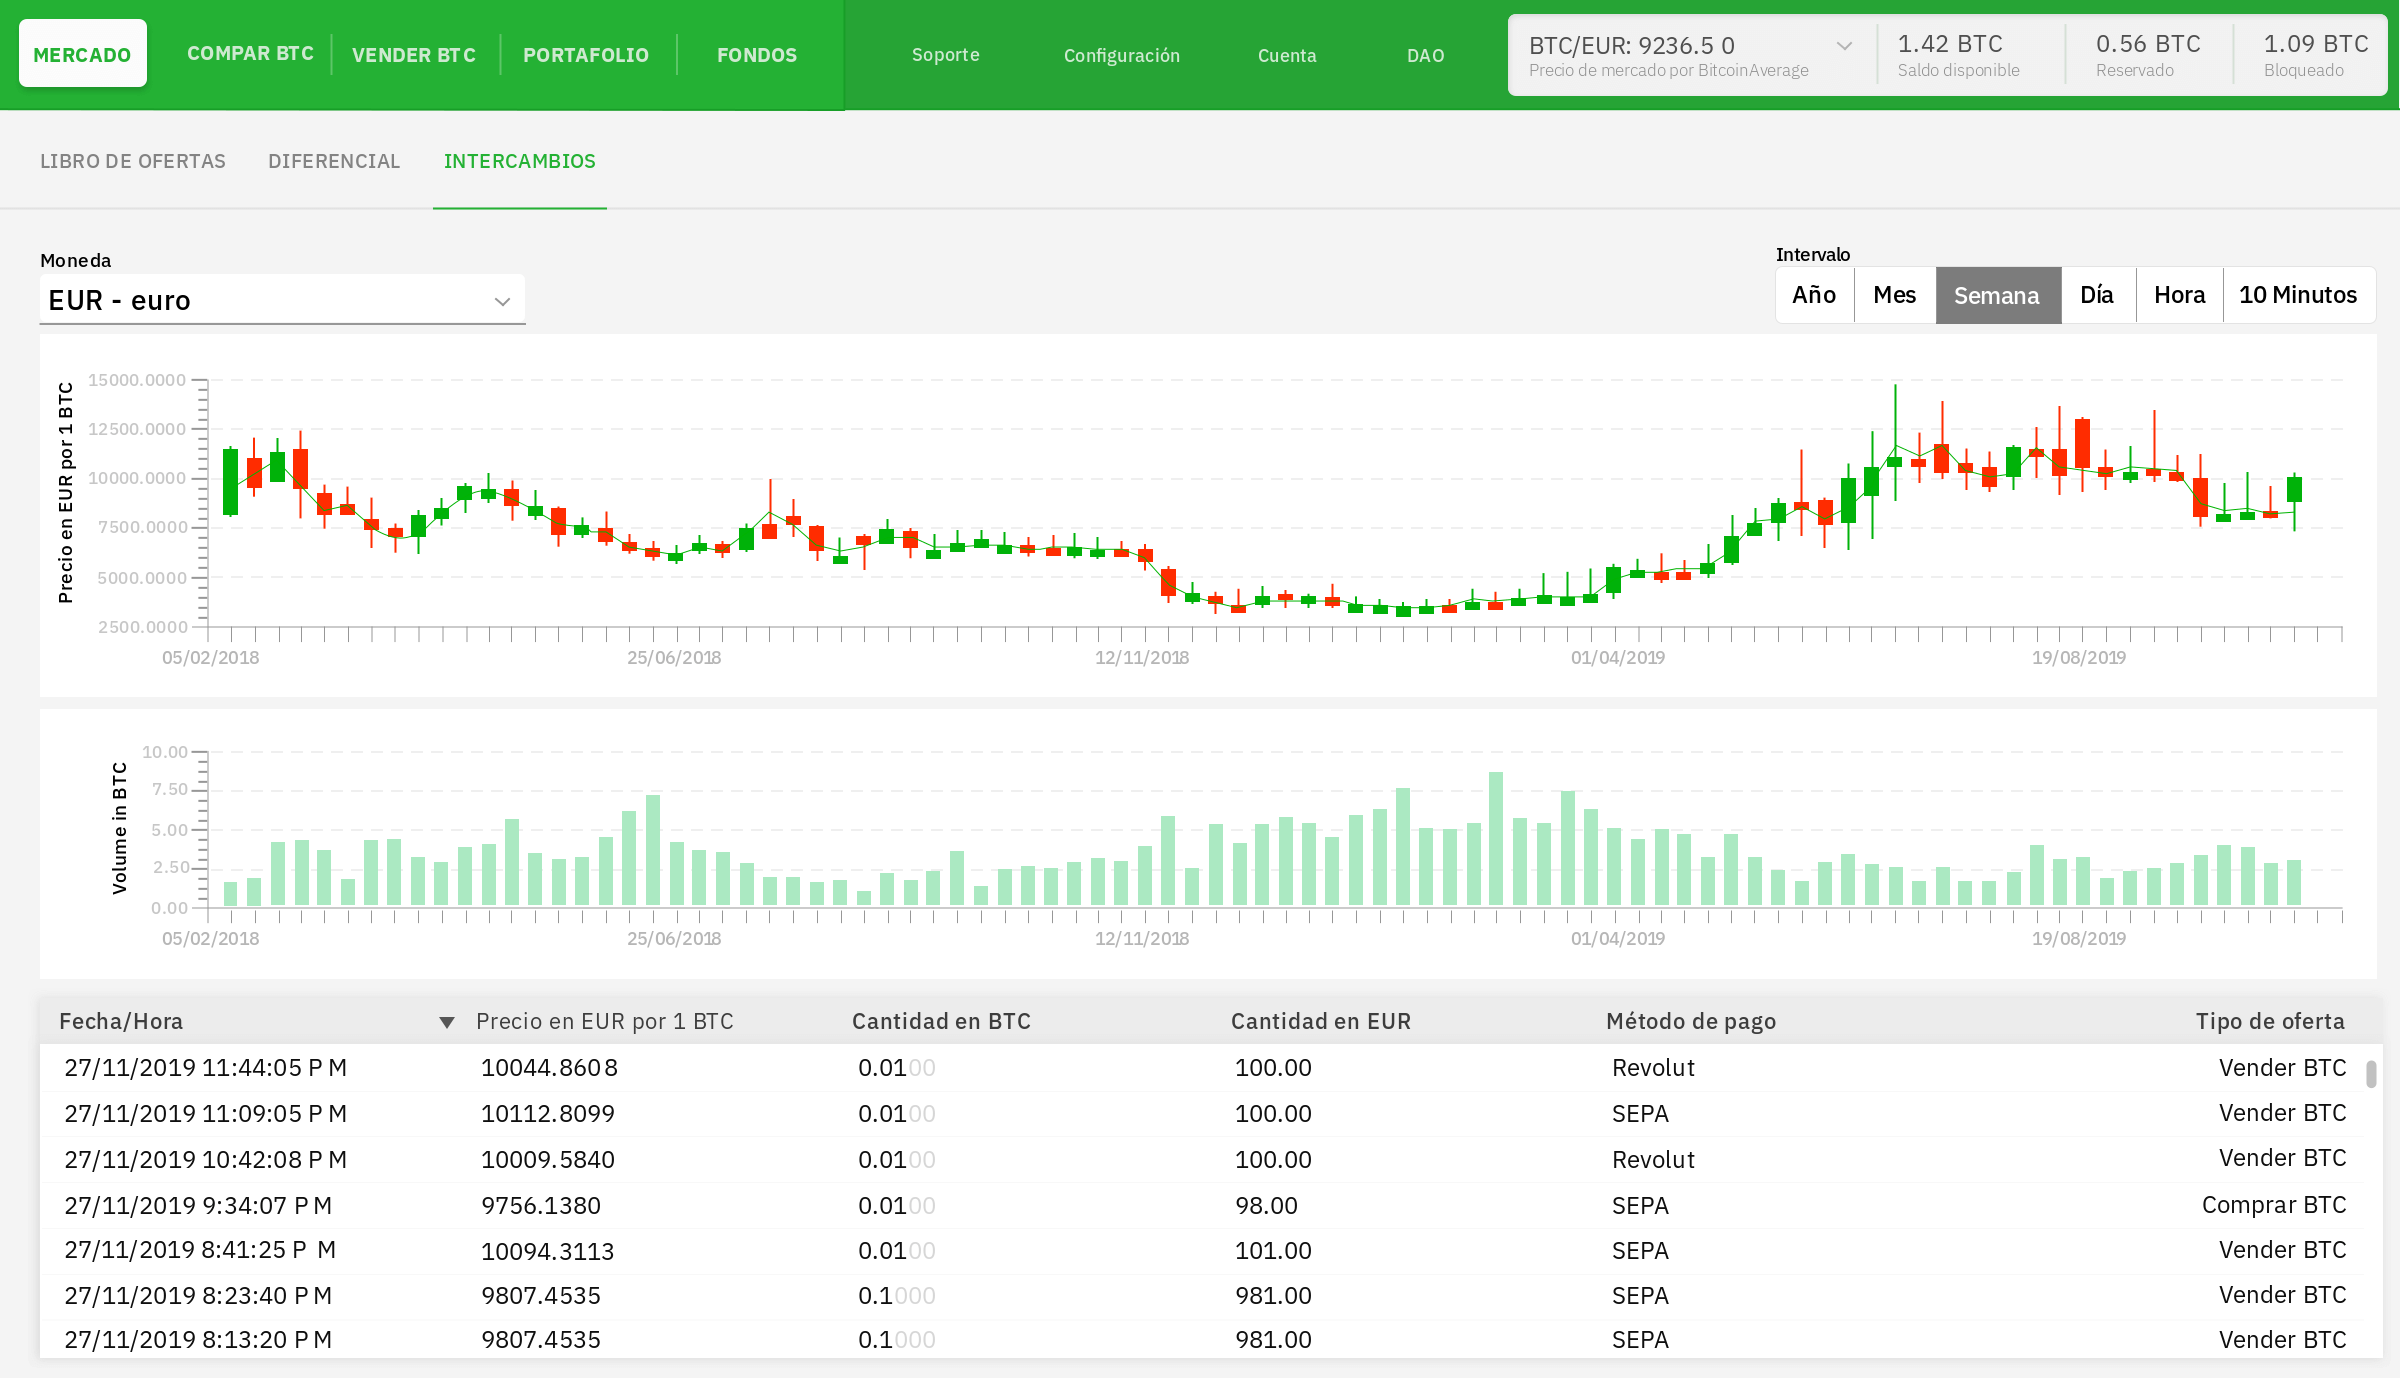 MERCADO COMPAR BTC VENDER BTC PORTAFOLIO FONDOS Soporte Configuración Cuenta DAO
BTC/EUR: 9236.5 0 1.42 BTC 0.56 BTC 1.09 BTC
Precio de mercado por BitcoinAverage Saldo disponible Reservado Bloqueado
LIBRO DE OFERTAS DIFERENCIAL INTERCAMBIOS
Moneda
EUR - euro
Intervalo
Año Mes Semana Día Hora 10 Minutos
Precio en EUR por 1 BTC
15000.0000
12500.0000
10000.0000
7500.0000
5000.0000
2500.0000
05/02/2018 25/06/2018 12/11/2018 01/04/2019 19/08/2019
Volume in BTC
10.00
7.50
5.00
2.50
0.00
05/02/2018 25/06/2018 12/11/2018 01/04/2019 19/08/2019
Fecha/Hora Precio en EUR por 1 BTC Cantidad en BTC Cantidad en EUR Método de pago Tipo de oferta
27/11/2019 11:44:05 P M 10044.8608 0.0100 100.00 Revolut Vender BTC
27/11/2019 11:09:05 P M 10112.8099 0.0100 100.00 SEPA Vender BTC
27/11/2019 10:42:08 P M 10009.5840 0.0100 100.00 Revolut Vender BTC
27/11/2019 9:34:07 P M 9756.1380 0.0100 98.00 SEPA Comprar BTC
27/11/2019 8:41:25 P M 10094.3113 0.0100 101.00 SEPA Vender BTC
27/11/2019 8:23:40 P M 9807.4535 0.1000 981.00 SEPA Vender BTC
27/11/2019 8:13:20 P M 9807.4535 0.1000 981.00 SEPA Vender BTC